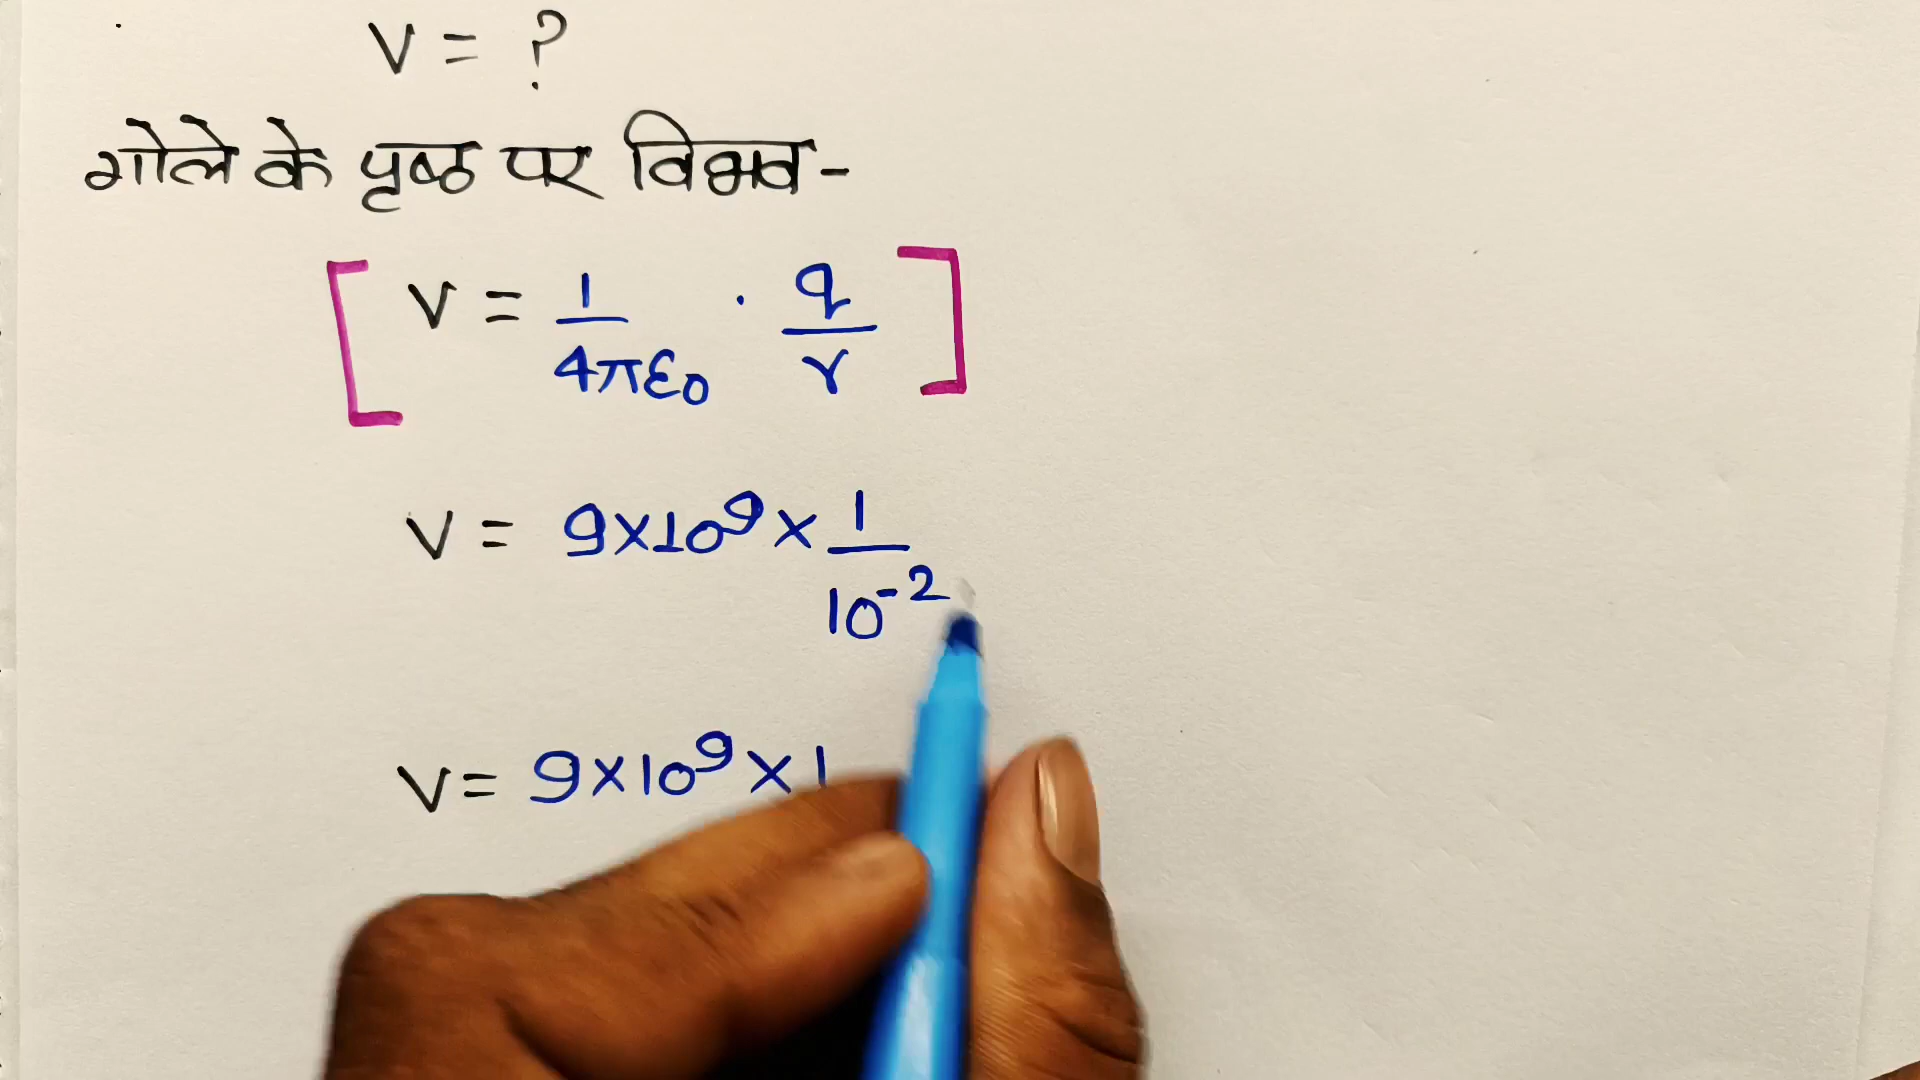 V = ?
गोले के पृष्ठ पर विभव-
[ V = 1/4πε0 · q/r ]
V = 9×10⁹ × 1/10⁻²
V = 9×10⁹ × 1